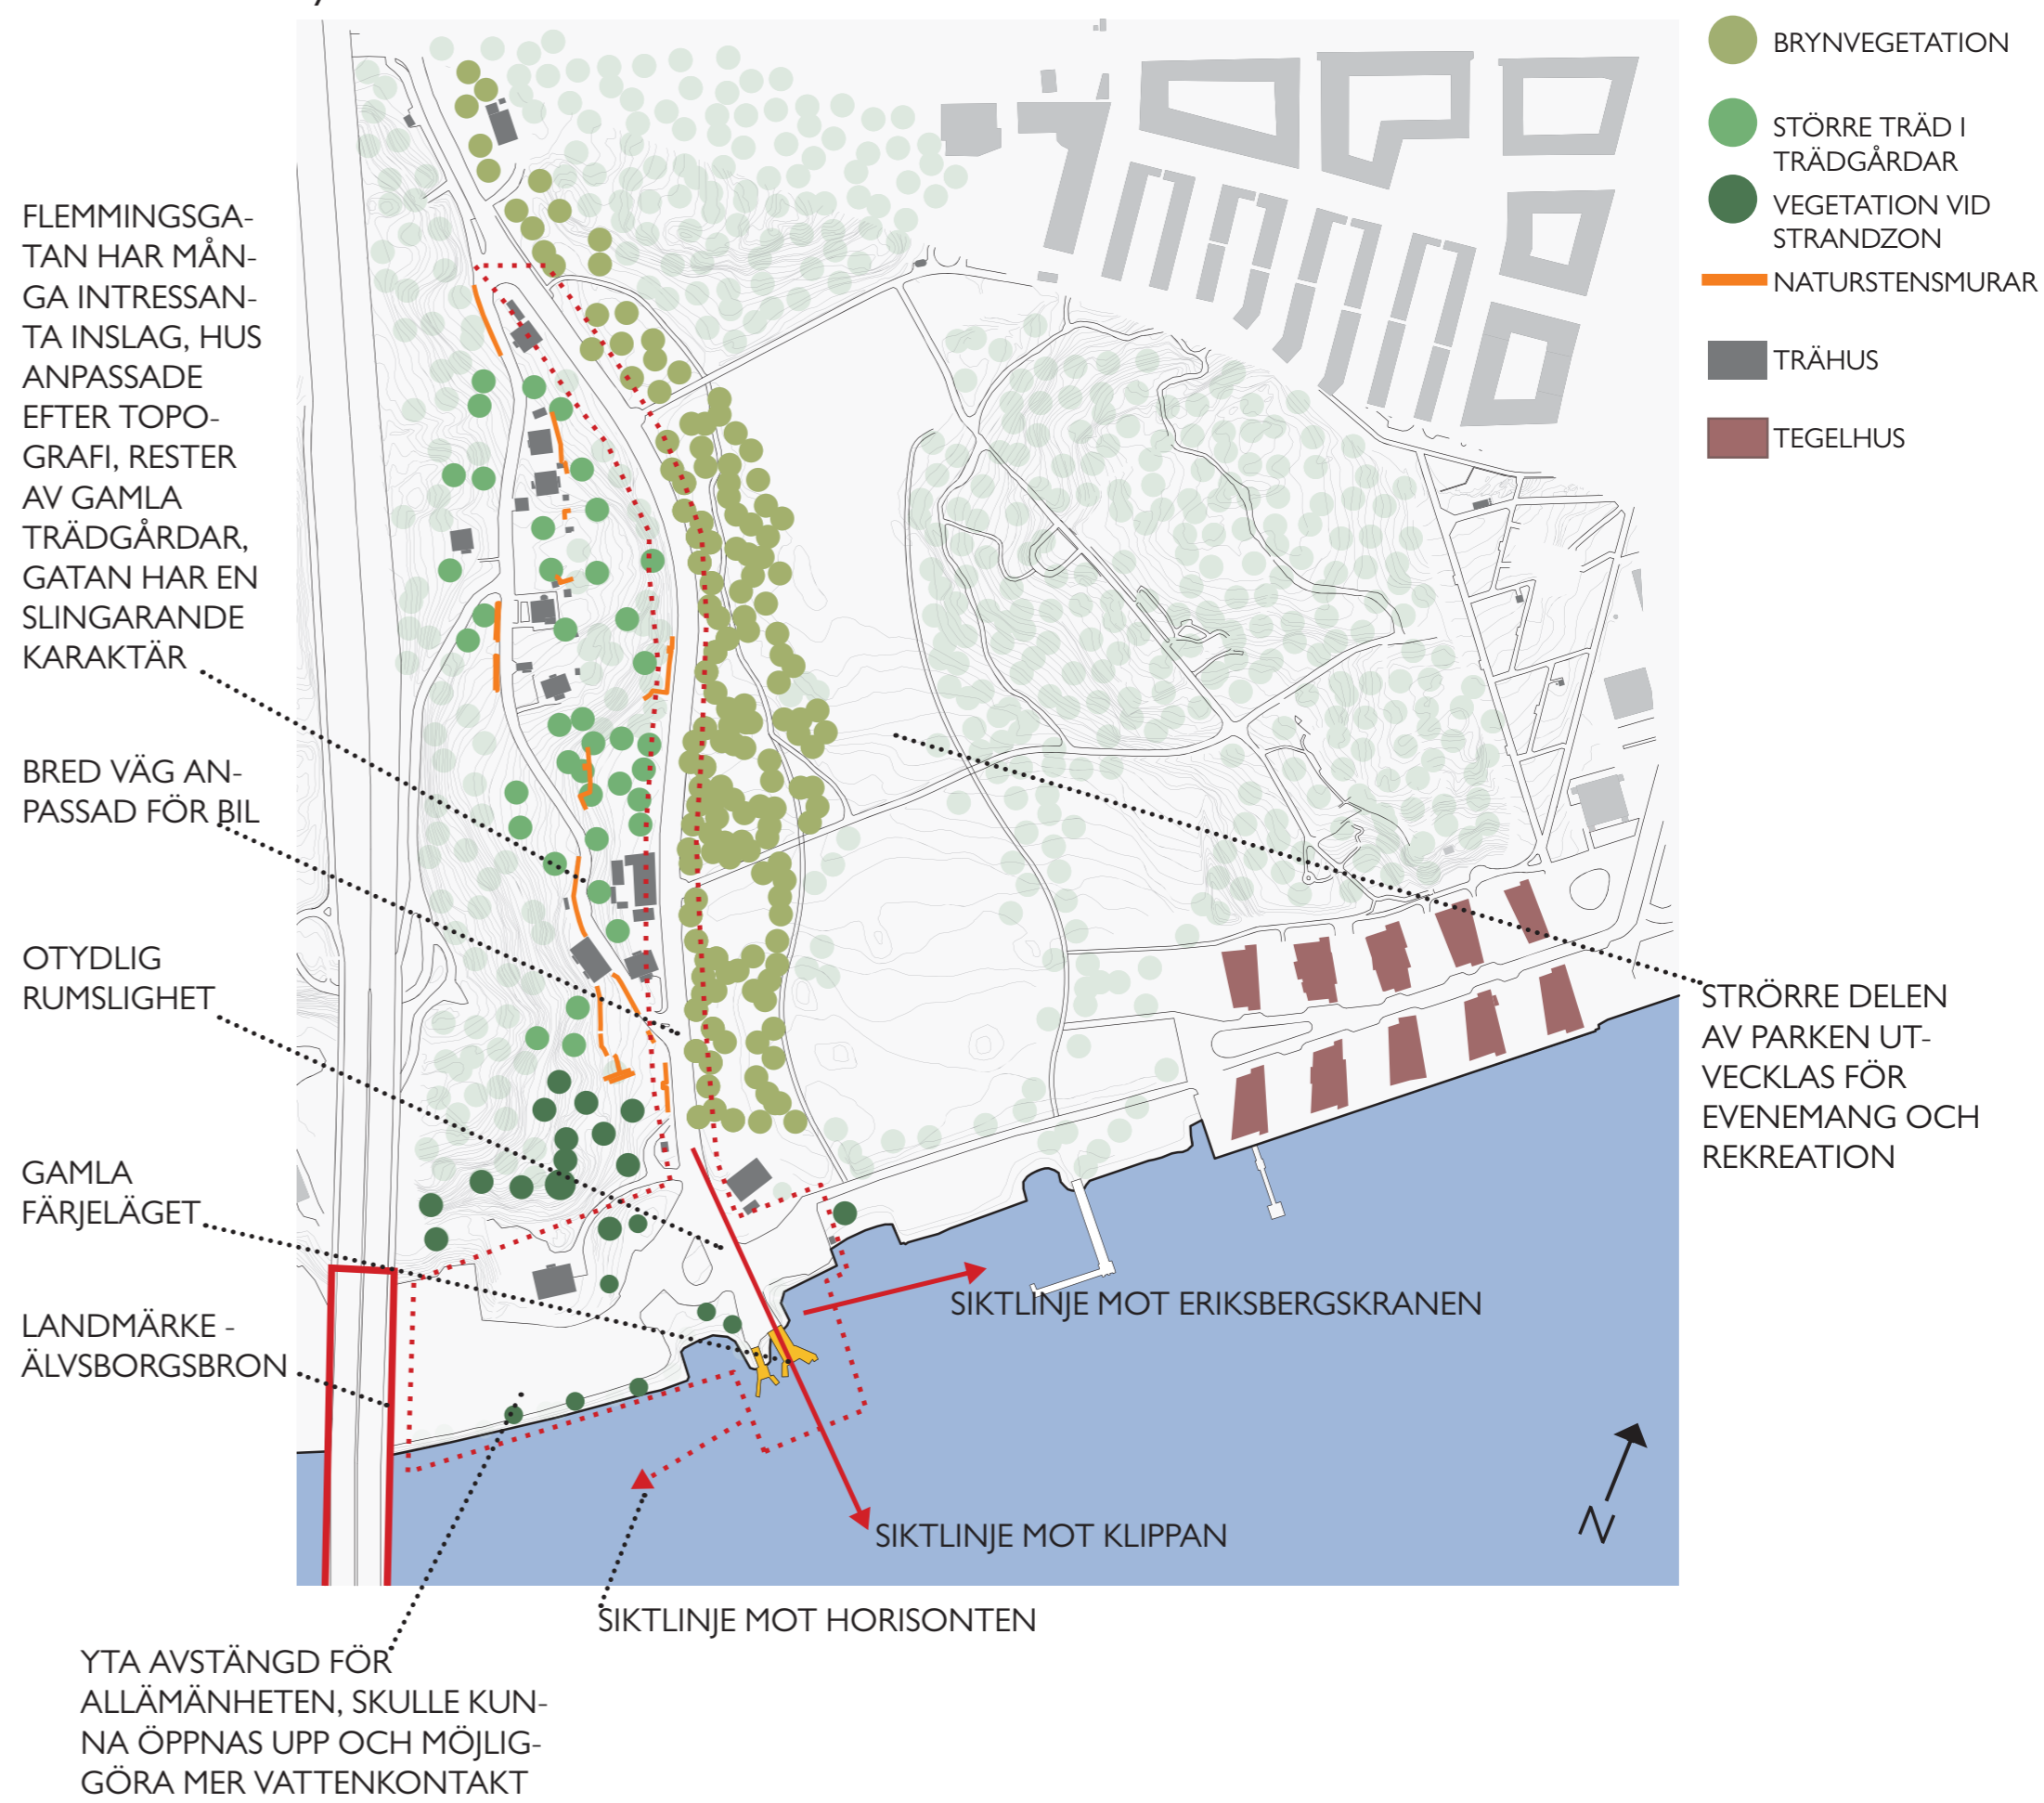 BRYNVEGETATION
STÖRRE TRÄD I
TRÄDGÅRDAR
VEGETATION VID
STRANDZON
NATURSTENSMURAR
TRÄHUS
TEGELHUS
FLEMMINGSGA-
TAN HAR MÅN-
GA INTRESSAN-
TA INSLAG, HUS
ANPASSADE
EFTER TOPO-
GRAFI, RESTER
AV GAMLA
TRÄDGÅRDAR,
GATAN HAR EN
SLINGARANDE
KARAKTÄR
BRED VÄG AN-
PASSAD FÖR BIL
OTYDLIG
RUMSLIGHET
GAMLA
FÄRJELÄGET
LANDMÄRKE -
ÄLVSBORGSBRON
STRÖRRE DELEN
AV PARKEN UT-
VECKLAS FÖR
EVENEMANG OCH
REKREATION
SIKTLINJE MOT ERIKSBERGSKRANEN
SIKTLINJE MOT KLIPPAN
N
SIKTLINJE MOT HORISONTEN
YTA AVSTÄNGD FÖR
ALLÄMÄNHETEN, SKULLE KUN-
NA ÖPPNAS UPP OCH MÖJLIG-
GÖRA MER VATTENKONTAKT